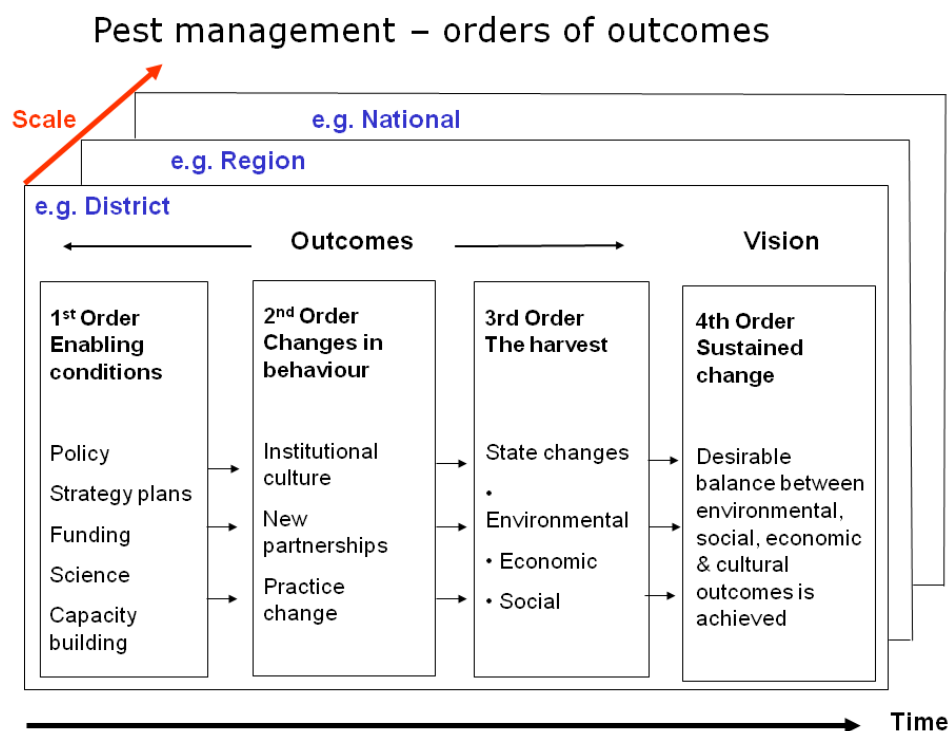 Pest management – orders of outcomes
Scale
e.g. National
e.g. Region
e.g. District
Outcomes
Vision
1st Order
Enabling
conditions
Policy
Strategy plans
Funding
Science
Capacity
building
2nd Order
Changes in
behaviour
Institutional
culture
New
partnerships
Practice
change
3rd Order
The harvest
State changes
•
Environmental
• Economic
• Social
4th Order
Sustained
change
Desirable
balance between
environmental,
social, economic
& cultural
outcomes is
achieved
Time